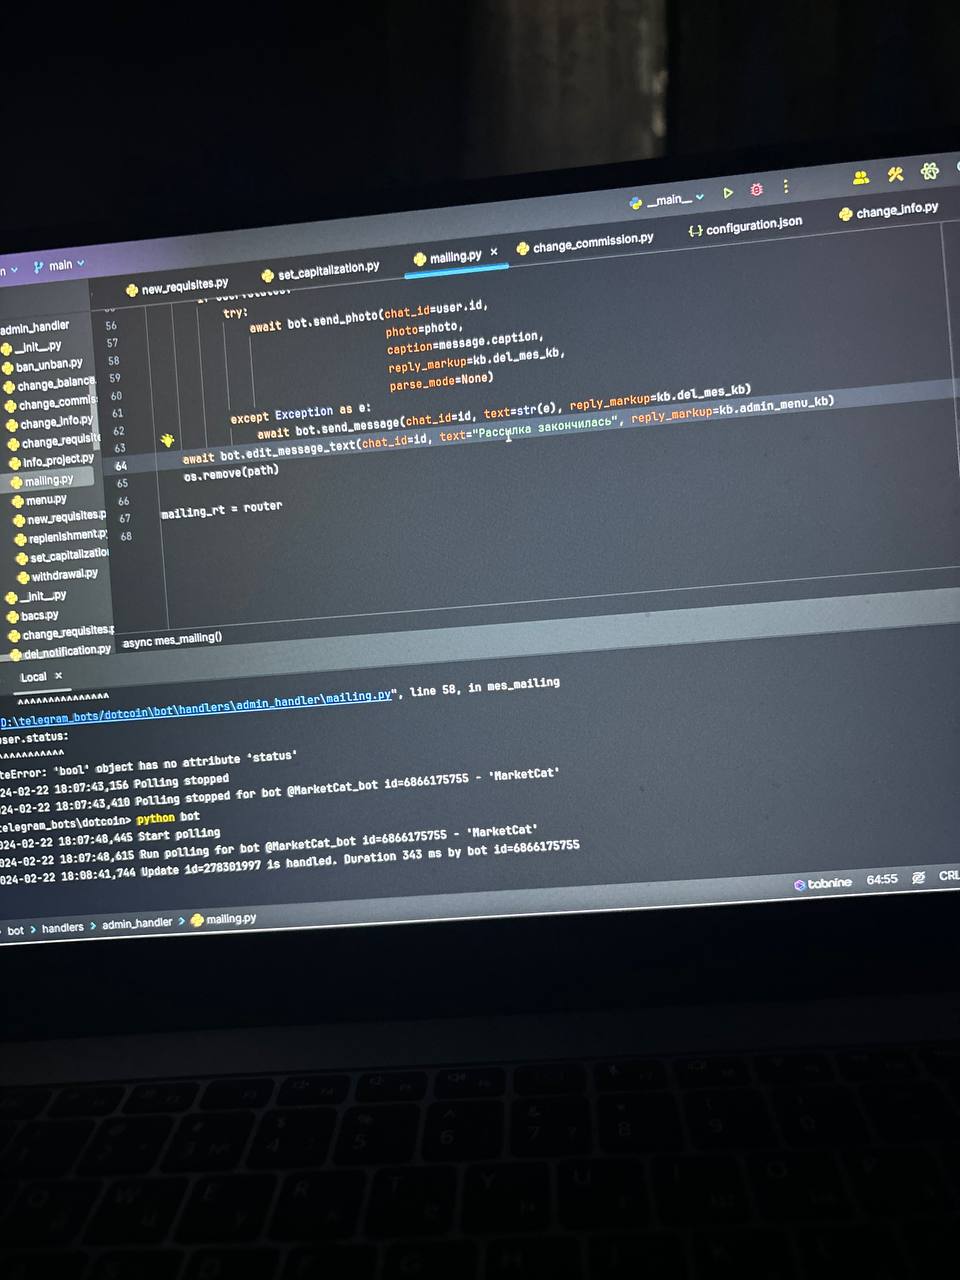 __main__
main
new_requisites.py
set_capitalization.py
mailing.py
change_commission.py
configuration.json
change_info.py
admin_handler
__init__.py
ban_unban.py
change_balance.
change_commis
change_info.py
change_requisite
info_project.py
mailing.py
menu.py
new_requisites.p
replenishment.py
set_capitalizatio
withdrawal.py
__init__.py
bacs.py
change_requisites.p
del_notification.py
56 try:
57 await bot.send_photo(chat_id=user.id,
58 photo=photo,
59 caption=message.caption,
60 reply_markup=kb.del_mes_kb,
61 parse_mode=None)
62 except Exception as e:
63 await bot.send_message(chat_id=id, text=str(e), reply_markup=kb.del_mes_kb)
64 await bot.edit_message_text(chat_id=id, text="Рассылка закончилась", reply_markup=kb.admin_menu_kb)
65 os.remove(path)
66
67 mailing_rt = router
68
async mes_mailing()
Local
^^^^^^^^^^^^^^^
D:\telegram_bots/dotcoin\bot\handlers\admin_handler\mailing.py", line 58, in mes_mailing
ser.status:
^^^^^^^^^^^
teError: 'bool' object has no attribute 'status'
24-02-22 18:07:43,156 Polling stopped
24-02-22 18:07:43,410 Polling stopped for bot @MarketCat_bot id=6866175755 - 'MarketCat'
telegram_bots\dotcoin> python bot
024-02-22 18:07:48,445 Start polling
024-02-22 18:07:48,615 Run polling for bot @MarketCat_bot id=6866175755 - 'MarketCat'
024-02-22 18:08:41,744 Update id=278301997 is handled. Duration 343 ms by bot id=6866175755
tabnine 64:55 CRL
bot > handlers > admin_handler > mailing.py